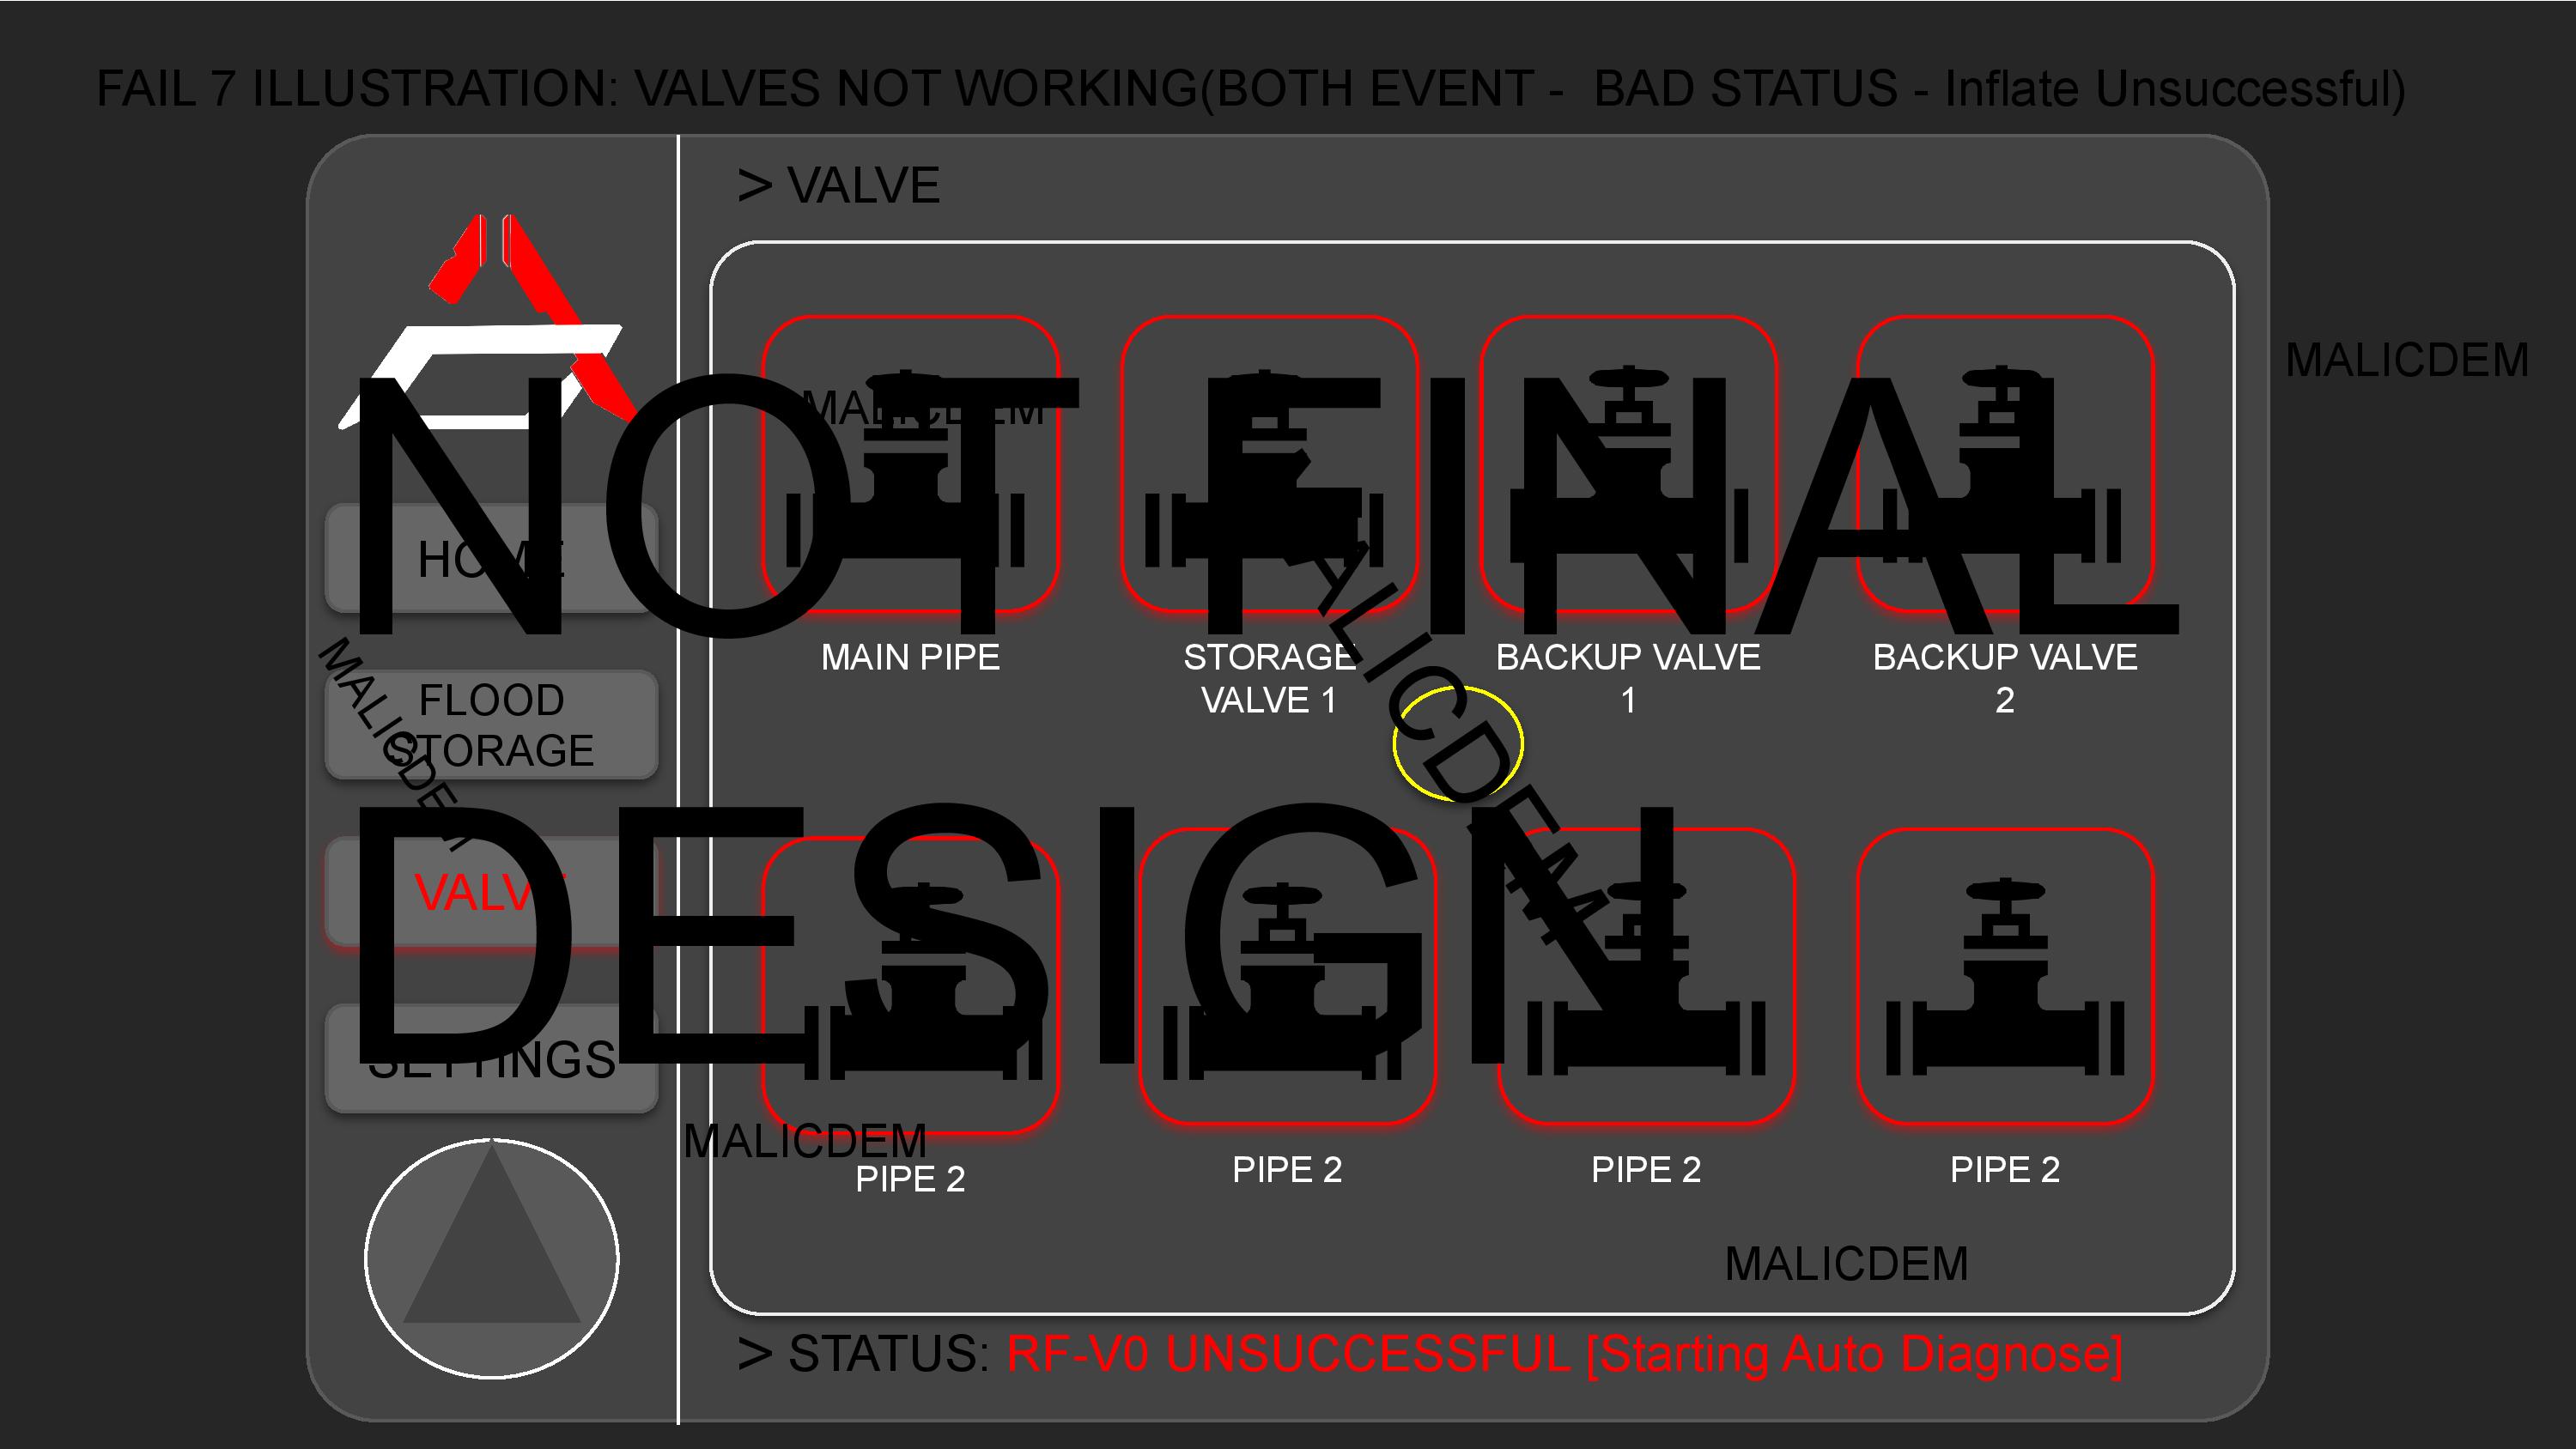 FAIL 7 ILLUSTRATION: VALVES NOT WORKING(BOTH EVENT -  BAD STATUS - Inflate Unsuccessful)
> VALVE
MALICDEM
MALICDEM
NOT FINAL
DESIGN
HOME
FLOOD
STORAGE
VALVE
SETTINGS
MALICDEM
MAIN PIPE
STORAGE
VALVE 1
BACKUP VALVE
1
BACKUP VALVE
2
MALICDEM
MALICDEM
PIPE 2
PIPE 2
PIPE 2
PIPE 2
MALICDEM
> STATUS: RF-V0 UNSUCCESSFUL [Starting Auto Diagnose]